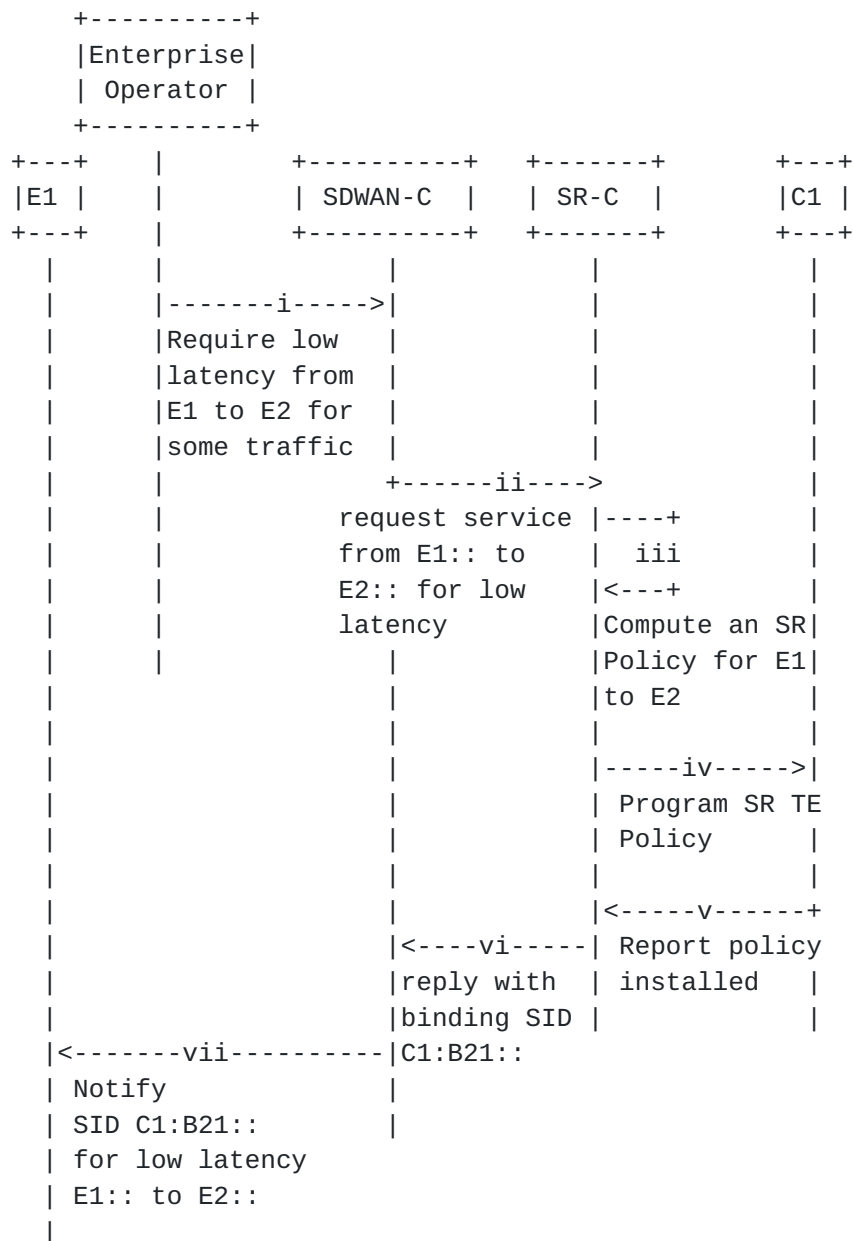 +----------+
|Enterprise|
| Operator |
+----------+
+---+    |       +----------+   +-------+      +---+
|E1 |    |       | SDWAN-C  |   | SR-C  |      |C1 |
+---+    |       +----------+   +-------+      +---+
  |      |             |            |            |
  |      |-------i----->|            |            |
  |      |Require low  |            |            |
  |      |latency from |            |            |
  |      |E1 to E2 for |            |            |
  |      |some traffic |            |            |
  |      |             +------ii---->            |
  |      |          request service |----+       |
  |      |          from E1:: to    |  iii       |
  |      |          E2:: for low    |<---+       |
  |      |          latency         |Compute an SR|
  |      |             |            |Policy for E1|
  |                    |            |to E2       |
  |                    |            |            |
  |                    |            |-----iv----->|
  |                    |            | Program SR TE
  |                    |            | Policy     |
  |                    |            |            |
  |                    |            |<-----v------+
  |                    |<----vi-----| Report policy
  |                    |reply with  | installed  |
  |                    |binding SID |            |
  |<-------vii----------|C1:B21::
  | Notify             |
  | SID C1:B21::       |
  | for low latency
  | E1:: to E2::
  |